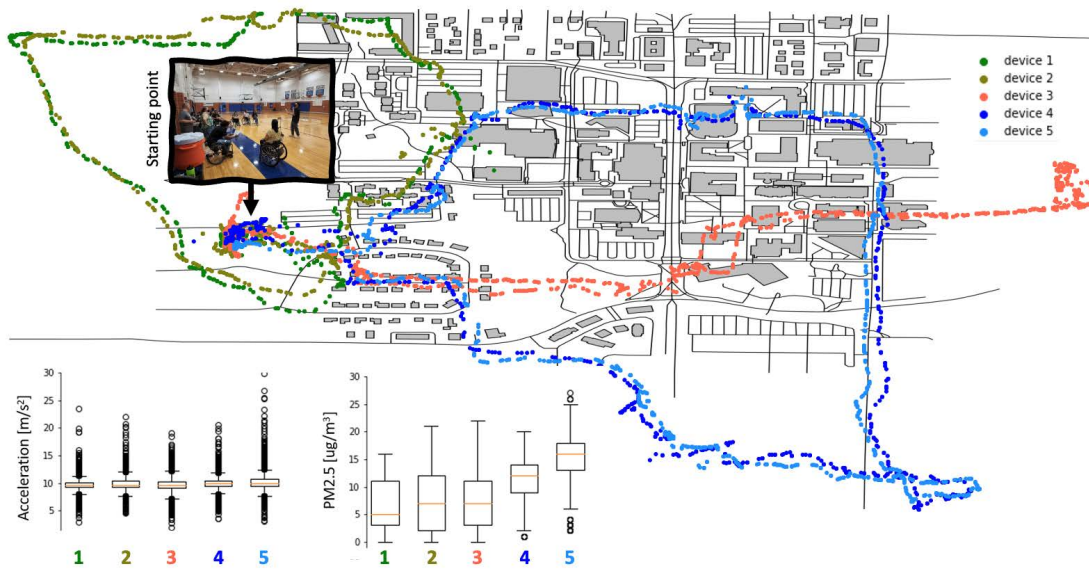 Starting point
device 1
device 2
device 3
device 4
device 5
Acceleration [m/s²]
30
25
20
15
10
5
1 2 3 4 5
PM2.5 [ug/m³]
30
25
20
15
10
5
0
1 2 3 4 5